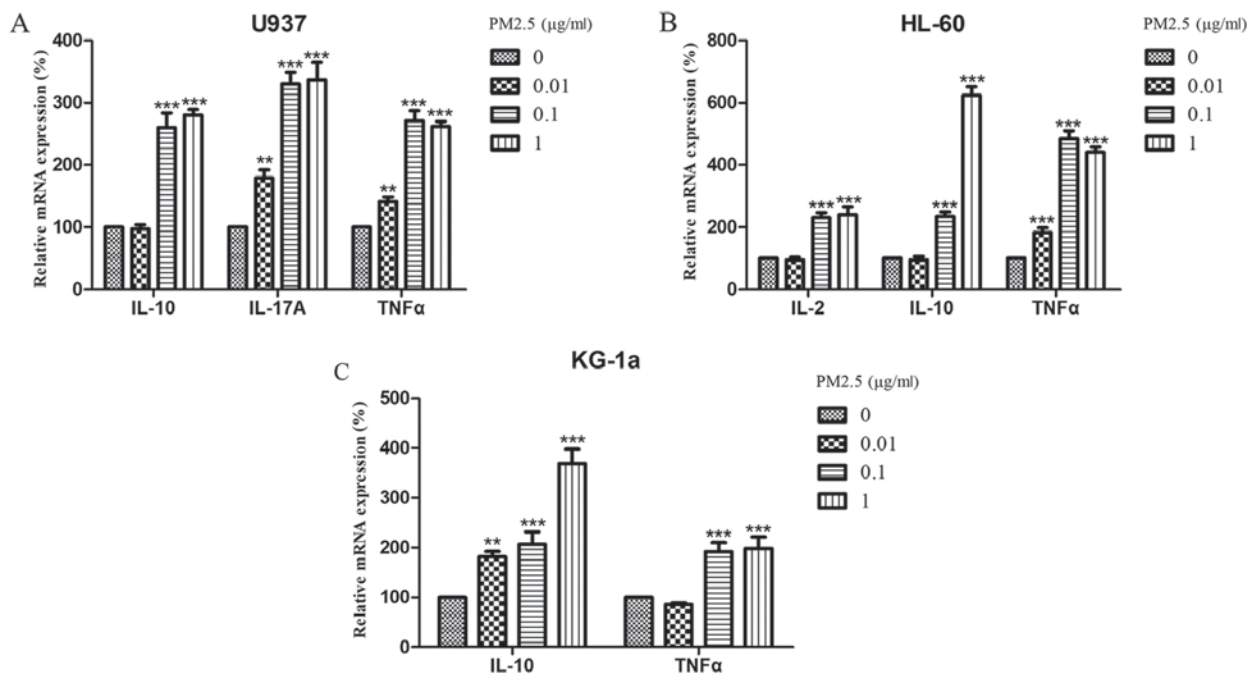 A
U937
PM2.5 (μg/ml)
0
0.01
0.1
1
Relative mRNA expression (%)
400
300
200
100
0
*** ***
** *** ***
** *** ***
IL-10 IL-17A TNFα
B
HL-60
PM2.5 (μg/ml)
0
0.01
0.1
1
Relative mRNA expression (%)
800
600
400
200
0
*** ***
*** ***
*** *** ***
IL-2 IL-10 TNFα
C
KG-1a
PM2.5 (μg/ml)
0
0.01
0.1
1
Relative mRNA expression (%)
500
400
300
200
100
0
** *** ***
*** ***
IL-10 TNFα